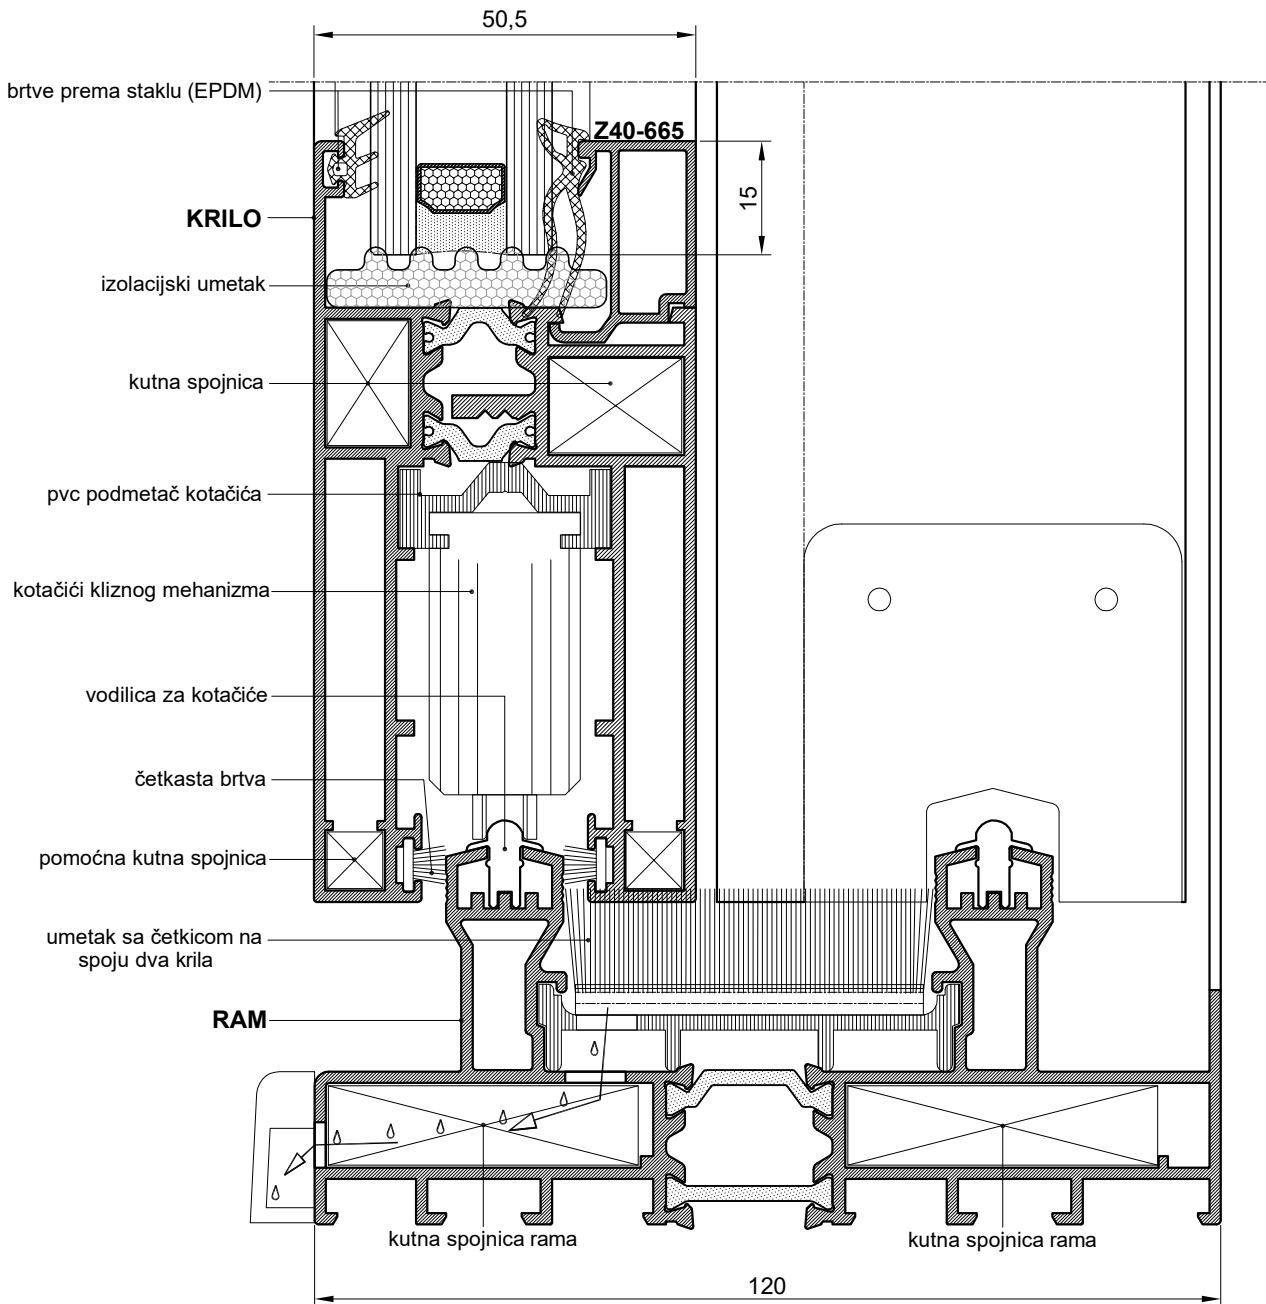 50,5
brtve prema staklu (EPDM)
Z40-665
15
KRILO
izolacijski umetak
kutna spojnica
pvc podmetač kotačića
kotačići kliznog mehanizma
vodilica za kotačiće
četkasta brtva
pomoćna kutna spojnica
umetak sa četkicom na
spoju dva krila
RAM
kutna spojnica rama
kutna spojnica rama
120